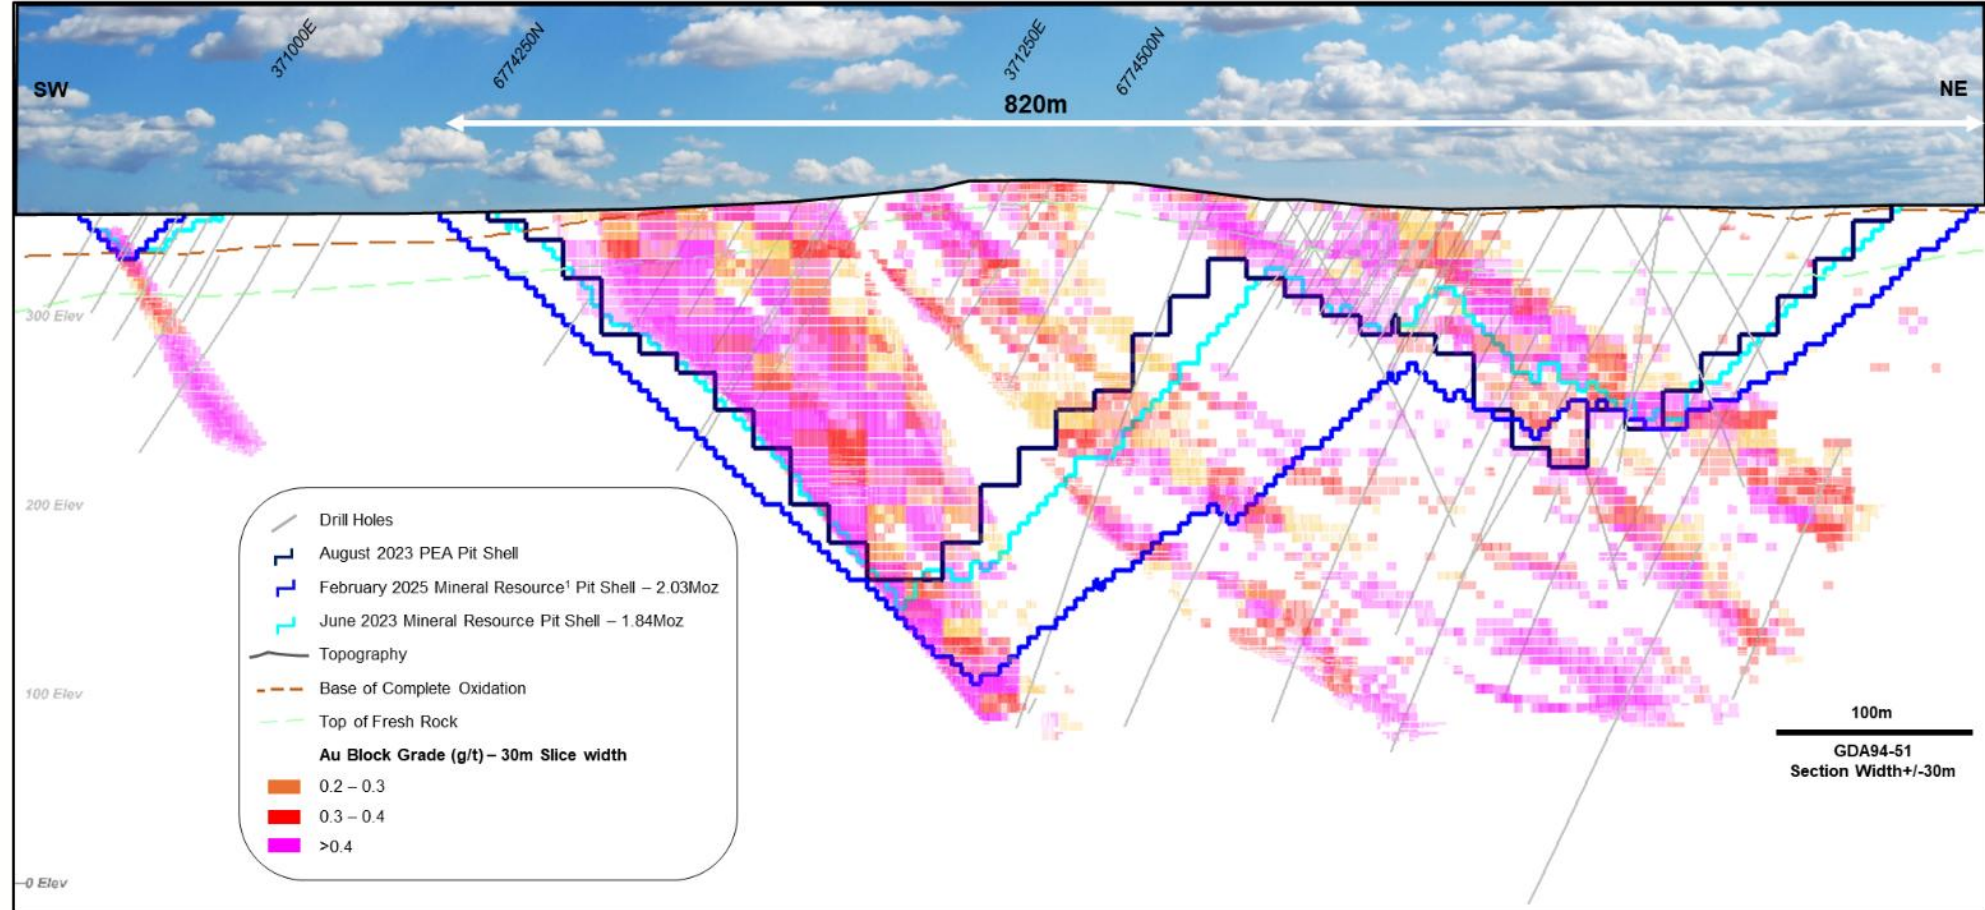 371000E
6774250N
371250E
6774500N
SW
NE
820m
300 Elev
200 Elev
100 Elev
0 Elev
Drill Holes
August 2023 PEA Pit Shell
February 2025 Mineral Resource¹ Pit Shell – 2.03Moz
June 2023 Mineral Resource Pit Shell – 1.84Moz
Topography
Base of Complete Oxidation
Top of Fresh Rock
Au Block Grade (g/t) – 30m Slice width
0.2 – 0.3
0.3 – 0.4
>0.4
100m
GDA94-51
Section Width+/-30m